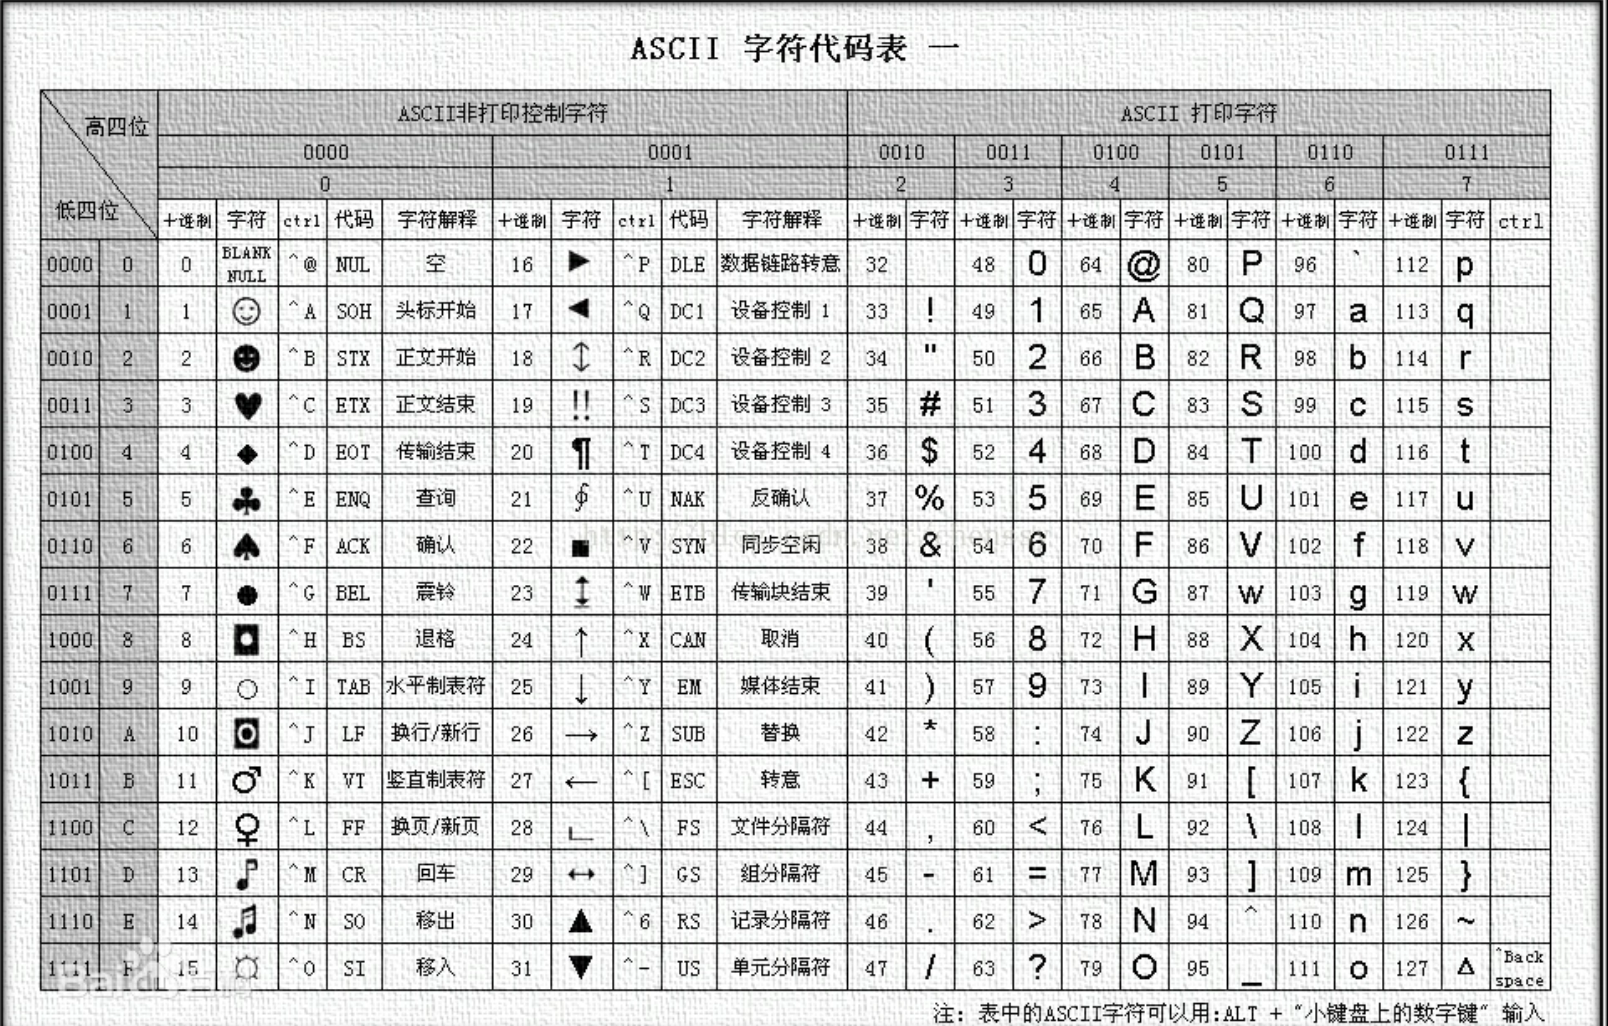 ASCII 字符代码表 一
高四位 ASCII非打印控制字符 ASCII 打印字符
0000 0001 0010 0011 0100 0101 0110 0111
0 1 2 3 4 5 6 7
低四位 十进制 字符 ctrl 代码 字符解释 十进制 字符 ctrl 代码 字符解释 十进制 字符 十进制 字符 十进制 字符 十进制 字符 十进制 字符 十进制 字符 ctrl
0000 0 0 BLANK NULL ^@ NUL 空 16 ► ^P DLE 数据链路转意 32 48 0 64 @ 80 P 96 ` 112 p
0001 1 1 ☺ ^A SOH 头标开始 17 ◄ ^Q DC1 设备控制 1 33 ! 49 1 65 A 81 Q 97 a 113 q
0010 2 2 ☻ ^B STX 正文开始 18 ↕ ^R DC2 设备控制 2 34 " 50 2 66 B 82 R 98 b 114 r
0011 3 3 ♥ ^C ETX 正文结束 19 !! ^S DC3 设备控制 3 35 # 51 3 67 C 83 S 99 c 115 s
0100 4 4 ♦ ^D EOT 传输结束 20 ¶ ^T DC4 设备控制 4 36 $ 52 4 68 D 84 T 100 d 116 t
0101 5 5 ♣ ^E ENQ 查询 21 ∮ ^U NAK 反确认 37 % 53 5 69 E 85 U 101 e 117 u
0110 6 6 ♠ ^F ACK 确认 22 ■ ^V SYN 同步空闲 38 & 54 6 70 F 86 V 102 f 118 v
0111 7 7 ● ^G BEL 震铃 23 ↨ ^W ETB 传输块结束 39 ' 55 7 71 G 87 w 103 g 119 w
1000 8 8 ◘ ^H BS 退格 24 ↑ ^X CAN 取消 40 ( 56 8 72 H 88 X 104 h 120 x
1001 9 9 ○ ^I TAB 水平制表符 25 ↓ ^Y EM 媒体结束 41 ) 57 9 73 I 89 Y 105 i 121 y
1010 A 10 ◙ ^J LF 换行/新行 26 → ^Z SUB 替换 42 * 58 : 74 J 90 Z 106 j 122 z
1011 B 11 ♂ ^K VT 竖直制表符 27 ← ^[ ESC 转意 43 + 59 ; 75 K 91 [ 107 k 123 {
1100 C 12 ♀ ^L FF 换页/新页 28 ∟ ^\ FS 文件分隔符 44 , 60 < 76 L 92 \ 108 l 124 |
1101 D 13 ♪ ^M CR 回车 29 ↔ ^] GS 组分隔符 45 - 61 = 77 M 93 ] 109 m 125 }
1110 E 14 ♫ ^N SO 移出 30 ▲ ^6 RS 记录分隔符 46 . 62 > 78 N 94 ^ 110 n 126 ~
1111 F 15 ☼ ^O SI 移入 31 ▼ ^- US 单元分隔符 47 / 63 ? 79 O 95 _ 111 o 127 Δ ^Back space
Baidu百科
注: 表中的ASCII字符可以用:ALT + "小键盘上的数字键" 输入